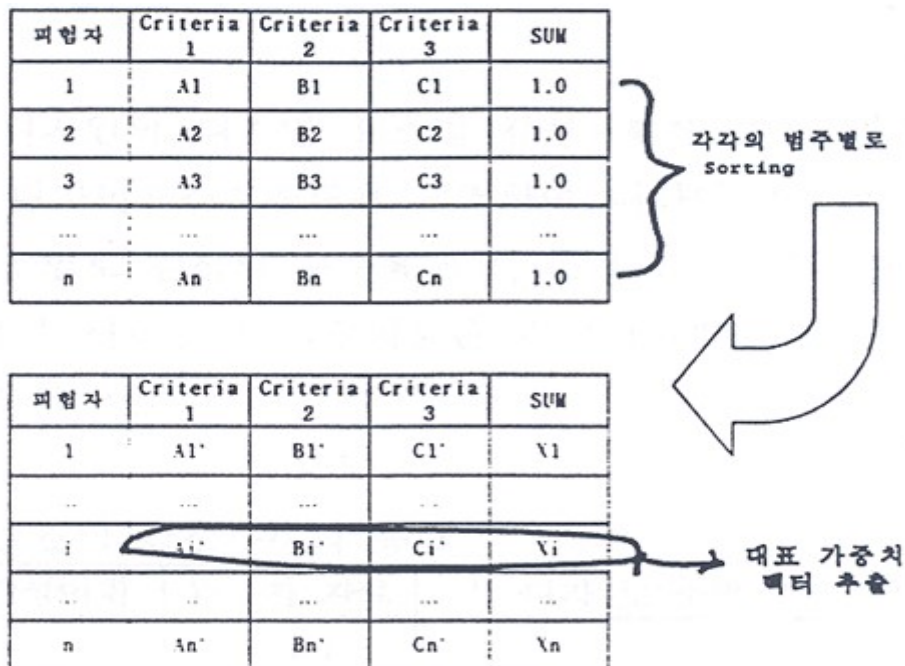 피험자 Criteria 1 Criteria 2 Criteria 3 SUM
1 A1 B1 C1 1.0
2 A2 B2 C2 1.0
3 A3 B3 C3 1.0
... ... ... ... ...
n An Bn Cn 1.0
각각의 범주별로
Sorting
피험자 Criteria 1 Criteria 2 Criteria 3 SUM
1 A1' B1' C1' X1
... ... ... ...
i Ai' Bi' Ci' Xi
대표 가중치
벡터 추출
... ... ... ... ...
n An' Bn' Cn' Xn